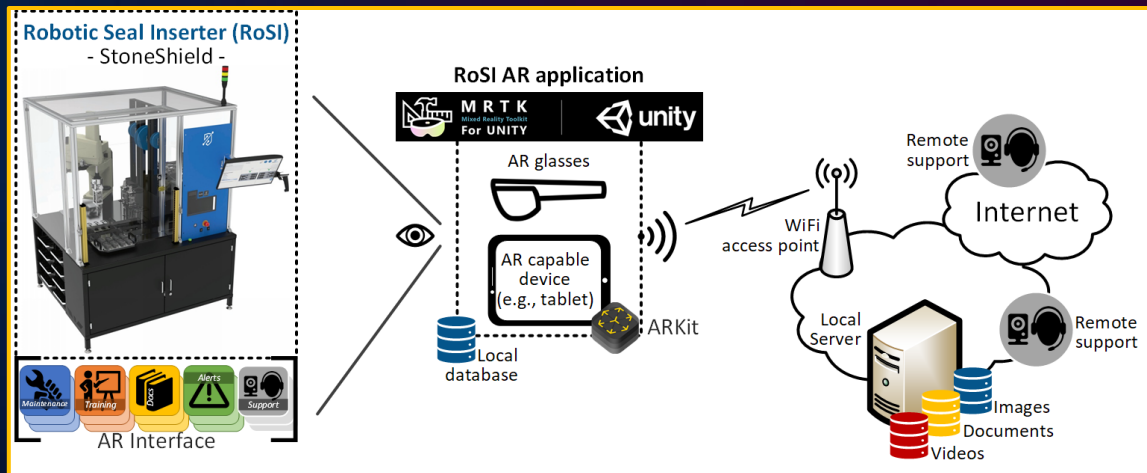 Robotic Seal Inserter (RoSI)
- StoneShield -
Maintenance
Training
Docs
Alerts
Support
AR Interface
RoSI AR application
MRTK
Mixed Reality Toolkit
For UNITY
unity
AR glasses
AR capable
device
(e.g., tablet)
ARKit
Local
database
WiFi
access point
Remote
support
Internet
Local
Server
Remote
support
Images
Documents
Videos